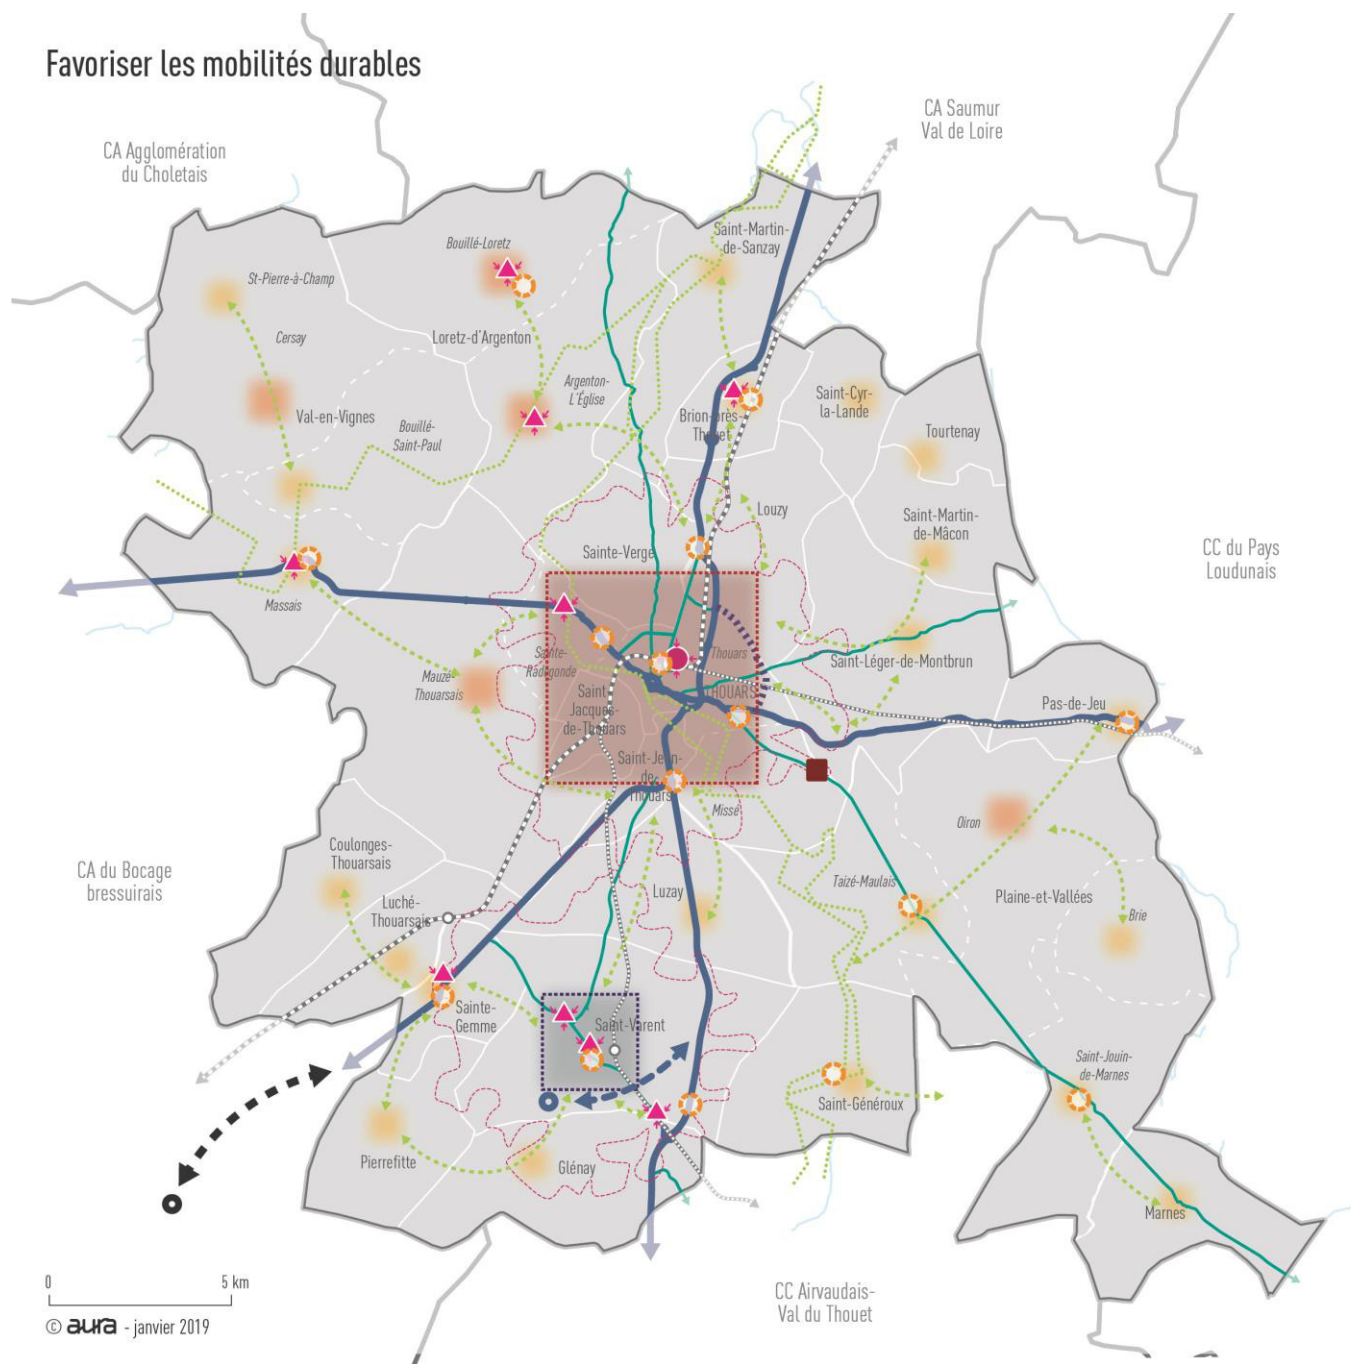 Favoriser les mobilités durables
CA Saumur
Val de Loire
CA Agglomération
du Choletais
Saint-Martin-
de-Sanzay
Bouillé-Loretz
St-Pierre-à-Champ
Cersay
Loretz-d'Argenton
Argenton-
L'Église
Saint-Cyr-
la-Lande
Val-en-Vignes
Bouillé-
Saint-Paul
Brion-près-
Thouet
Tourtenay
Louzy
Saint-Martin-
de-Mâcon
Sainte-Verge
CC du Pays
Loudunais
Massais
Sainte-
Radegonde
Thouars
Saint-Léger-de-Montbrun
Mauzé-
Thouarsais
Saint-
Jacques-
de-Thouars
THOUARS
Pas-de-Jeu
Saint-Jean-
de-
Thouars
Missé
Oiron
Coulonges-
Thouarsais
CA du Bocage
bressuirais
Taizé-Maulais
Luzay
Plaine-et-Vallées
Luché-
Thouarsais
Brie
Sainte-
Gemme
Saint-Varent
Saint-Jouin-
de-Marnes
Saint-Généroux
Pierrefitte
Glénay
Marnes
0 5 km
CC Airvaudais-
Val du Thouet
© aura - janvier 2019